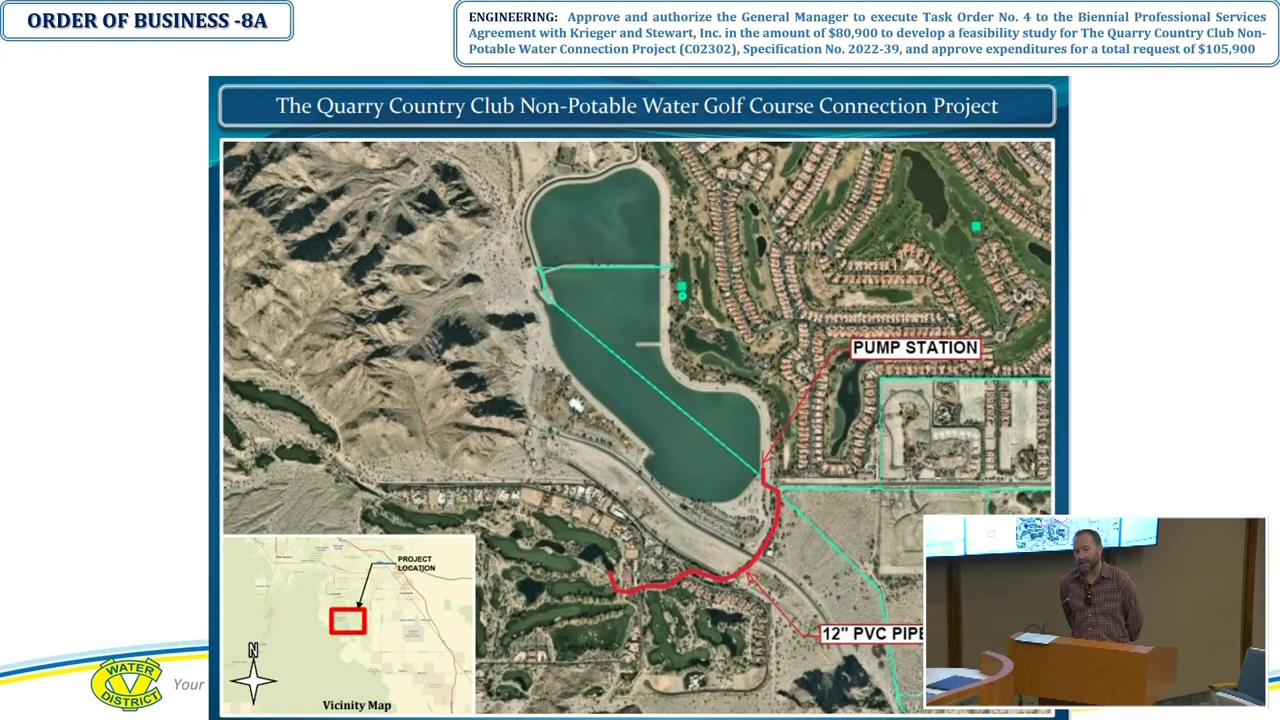 ORDER OF BUSINESS -8A
ENGINEERING: Approve and authorize the General Manager to execute Task Order No. 4 to the Biennial Professional Services
Agreement with Krieger and Stewart, Inc. in the amount of $80,900 to develop a feasibility study for The Quarry Country Club Non-
Potable Water Connection Project (C02302), Specification No. 2022-39, and approve expenditures for a total request of $105,900
The Quarry Country Club Non-Potable Water Golf Course Connection Project
PUMP STATION
12" PVC PIPE
PROJECT
LOCATION
N
Vicinity Map
WATER
DISTRICT
Your